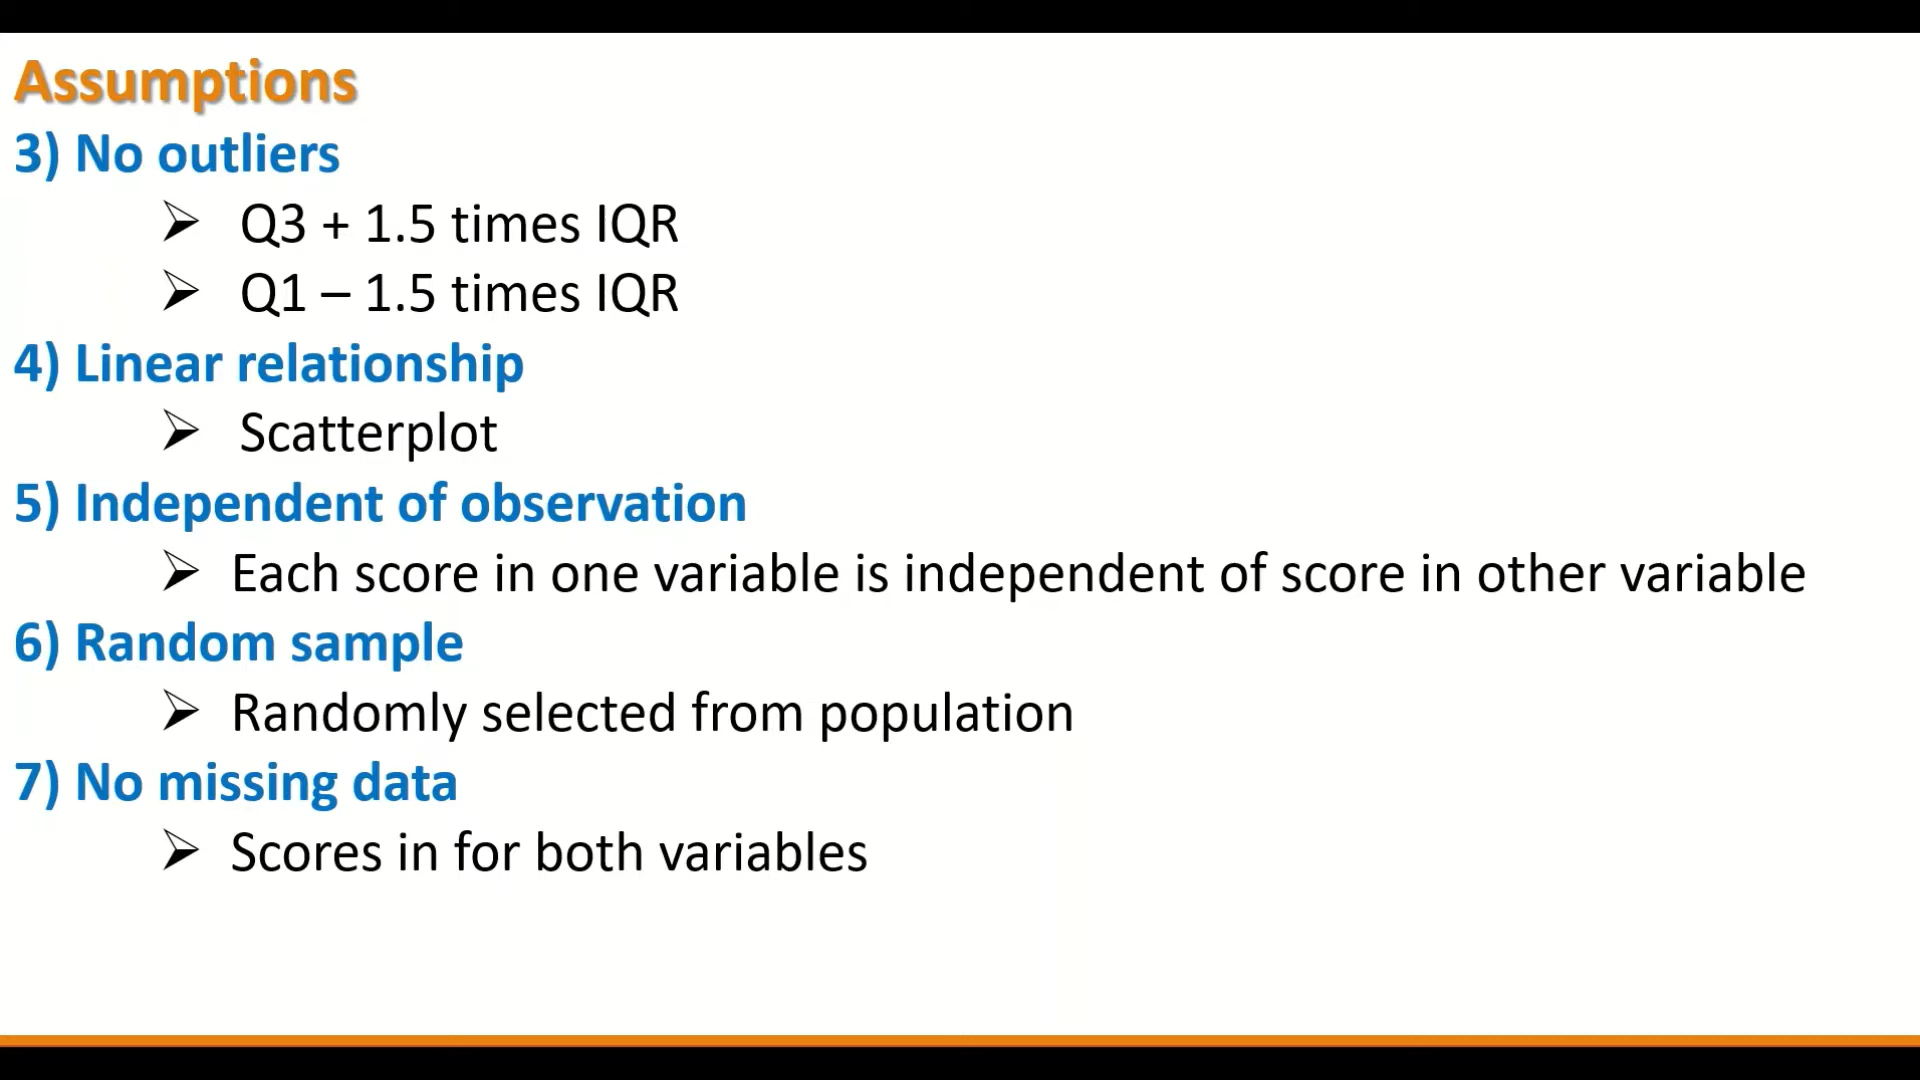 Assumptions
3) No outliers
➢ Q3 + 1.5 times IQR
➢ Q1 – 1.5 times IQR
4) Linear relationship
➢ Scatterplot
5) Independent of observation
➢ Each score in one variable is independent of score in other variable
6) Random sample
➢ Randomly selected from population
7) No missing data
➢ Scores in for both variables